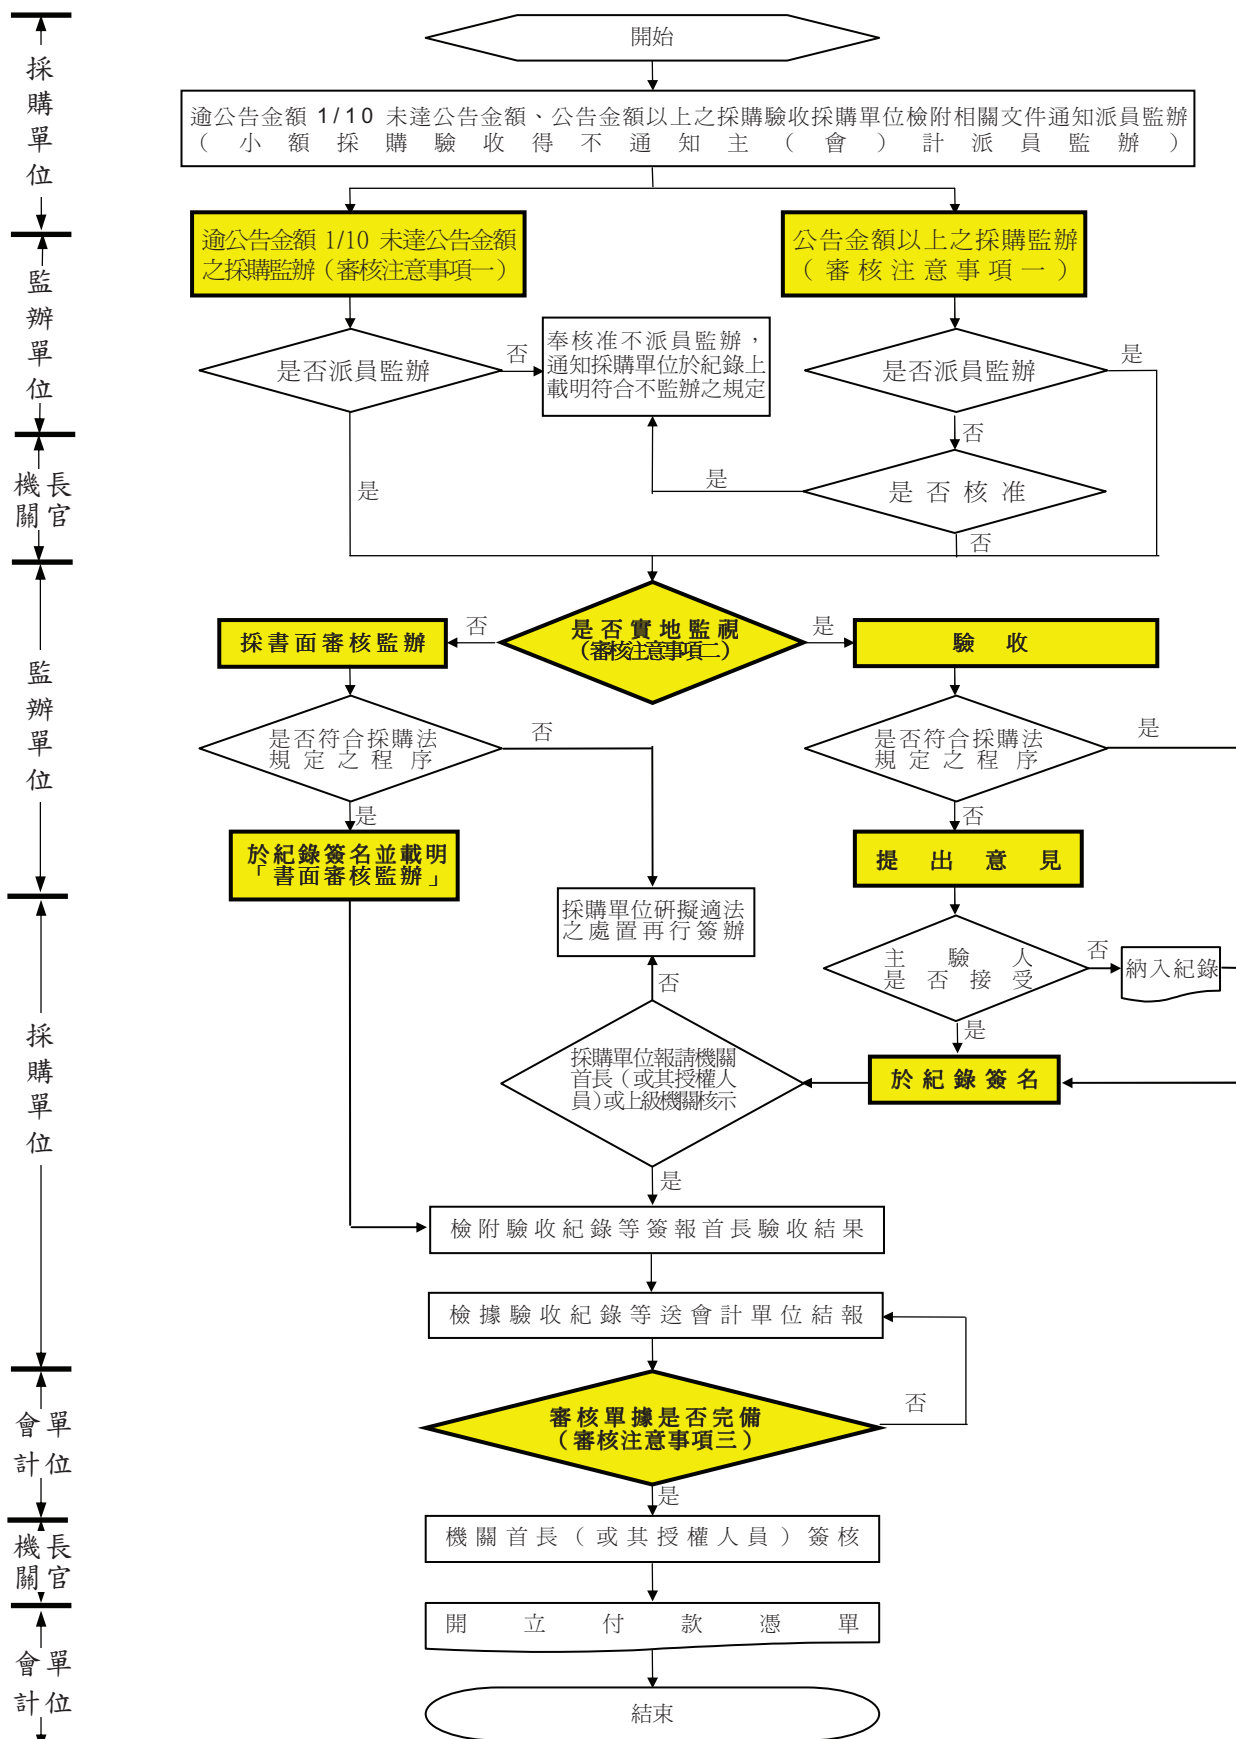 開始
採購單位
逾公告金額 1/10 未達公告金額、公告金額以上之採購驗收採購單位檢附相關文件通知派員監辦
（小額採購驗收得不通知主（會）計派員監辦）
逾公告金額 1/10 未達公告金額
之採購監辦（審核注意事項一）
公告金額以上之採購監辦
（審核注意事項一）
監辦單位
是否派員監辦
否
奉核准不派員監辦，
通知採購單位於紀錄上
載明符合不監辦之規定
是否派員監辦
是
否
機關長官
是
是
是否核准
否
監辦單位
採書面審核監辦
否
是否實地監視
（審核注意事項二）
是
驗收
是否符合採購法
規定之程序
否
是否符合採購法
規定之程序
是
是
否
於紀錄簽名並載明
「書面審核監辦」
提出意見
採購單位
採購單位研擬適法
之處置再行簽辦
主驗人
是否接受
否
納入紀錄
否
是
採購單位報請機關
首長（或其授權人
員）或上級機關核示
於紀錄簽名
是
檢附驗收紀錄等簽報首長驗收結果
檢據驗收紀錄等送會計單位結報
會計單位
審核單據是否完備
（審核注意事項三）
否
是
機關長官
機關首長（或其授權人員）簽核
開立付款憑單
會計單位
結束